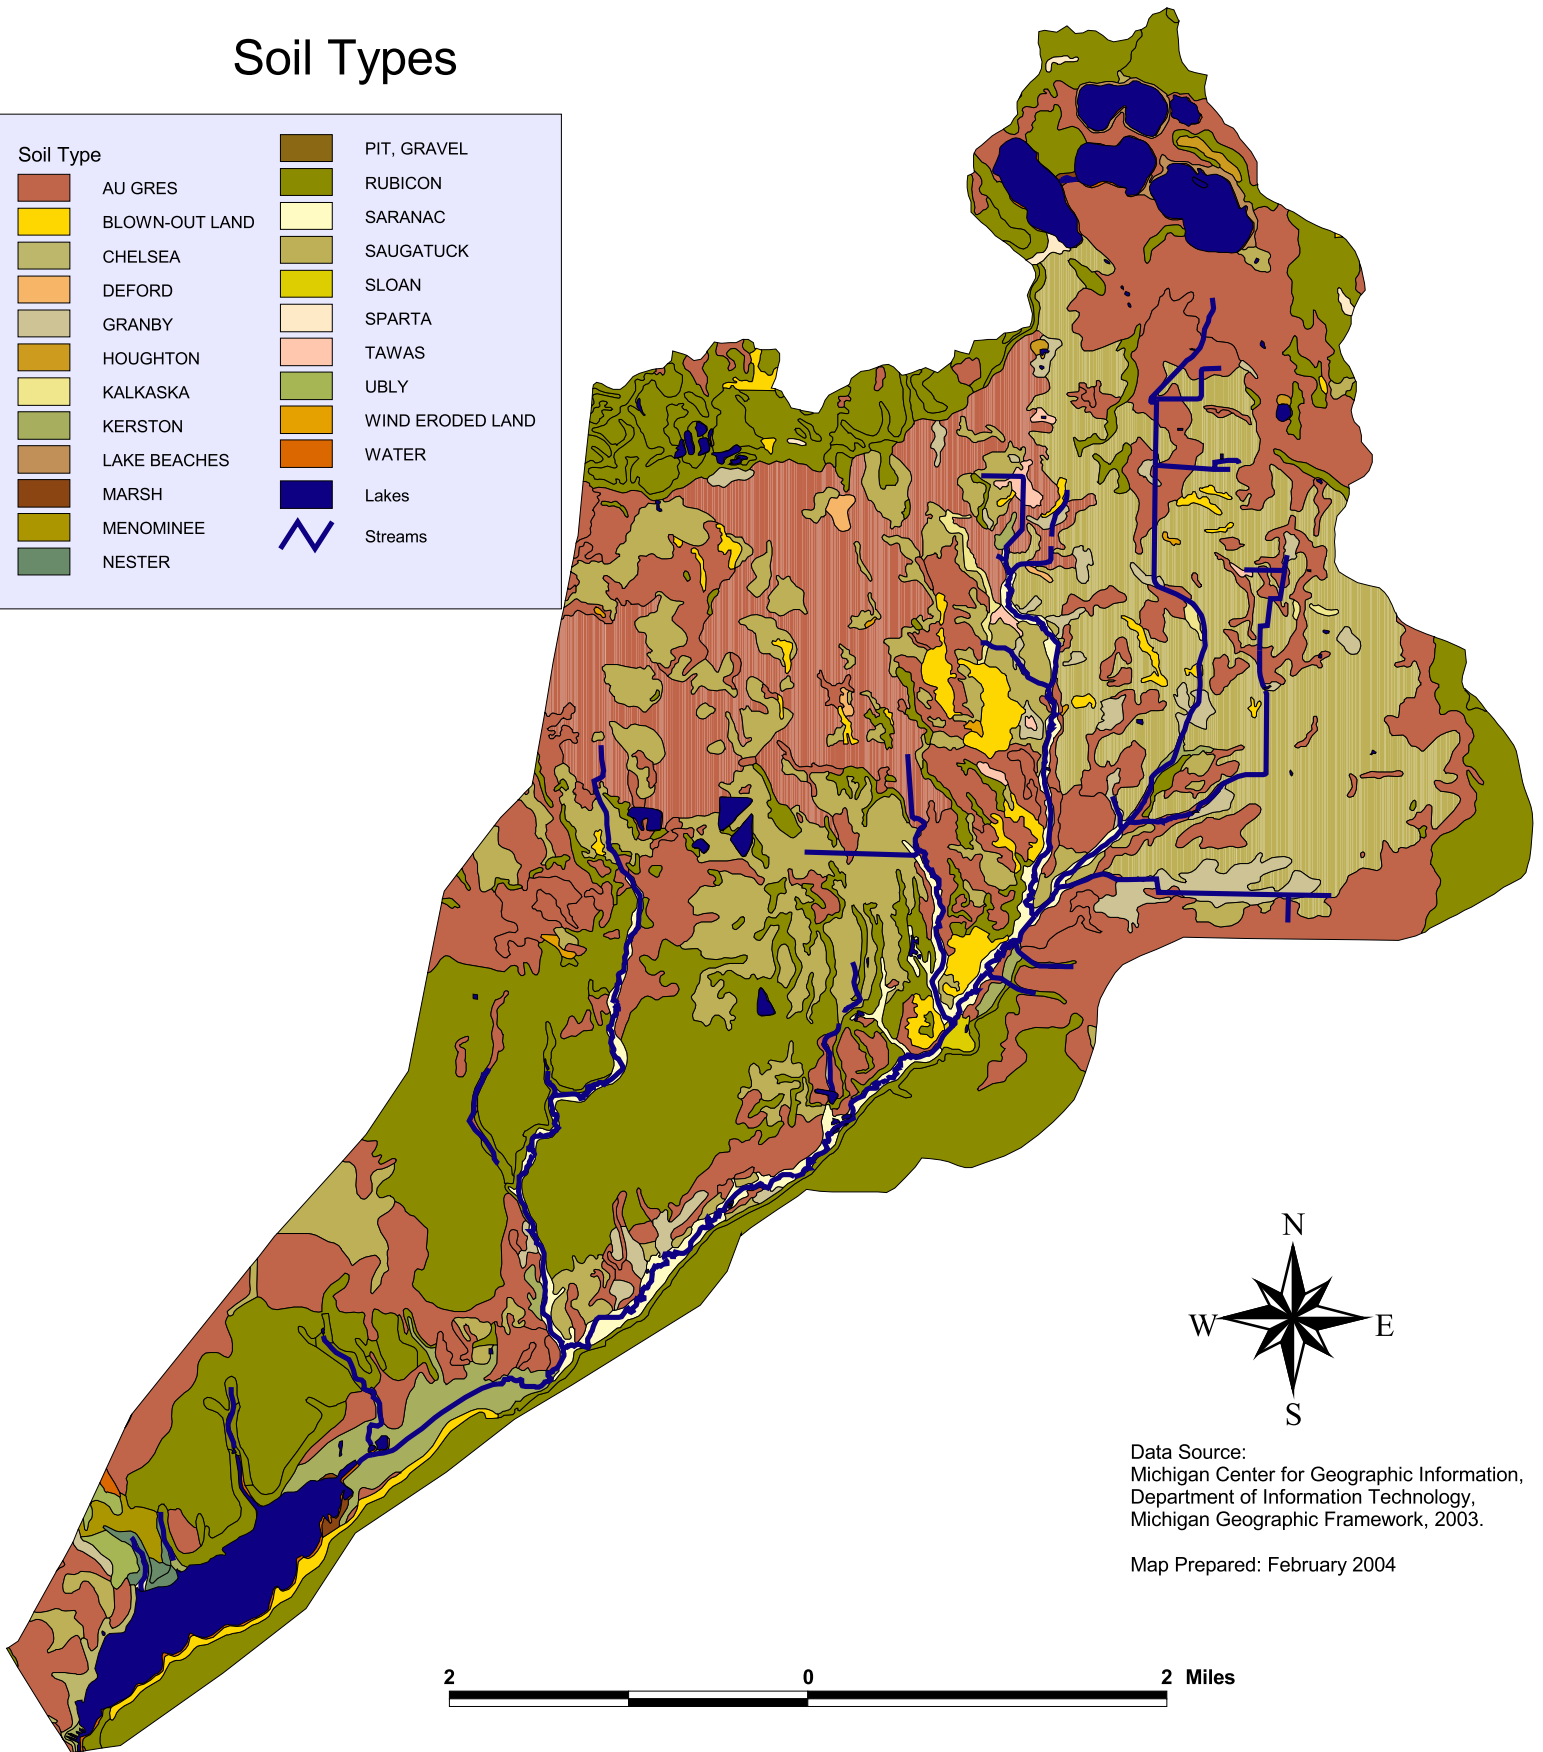 Soil Types
Soil Type
AU GRES
BLOWN-OUT LAND
CHELSEA
DEFORD
GRANBY
HOUGHTON
KALKASKA
KERSTON
LAKE BEACHES
MARSH
MENOMINEE
NESTER
PIT, GRAVEL
RUBICON
SARANAC
SAUGATUCK
SLOAN
SPARTA
TAWAS
UBLY
WIND ERODED LAND
WATER
Lakes
Streams
N
W E
S
Data Source:
Michigan Center for Geographic Information,
Department of Information Technology,
Michigan Geographic Framework, 2003.
Map Prepared: February 2004
2 0 2 Miles